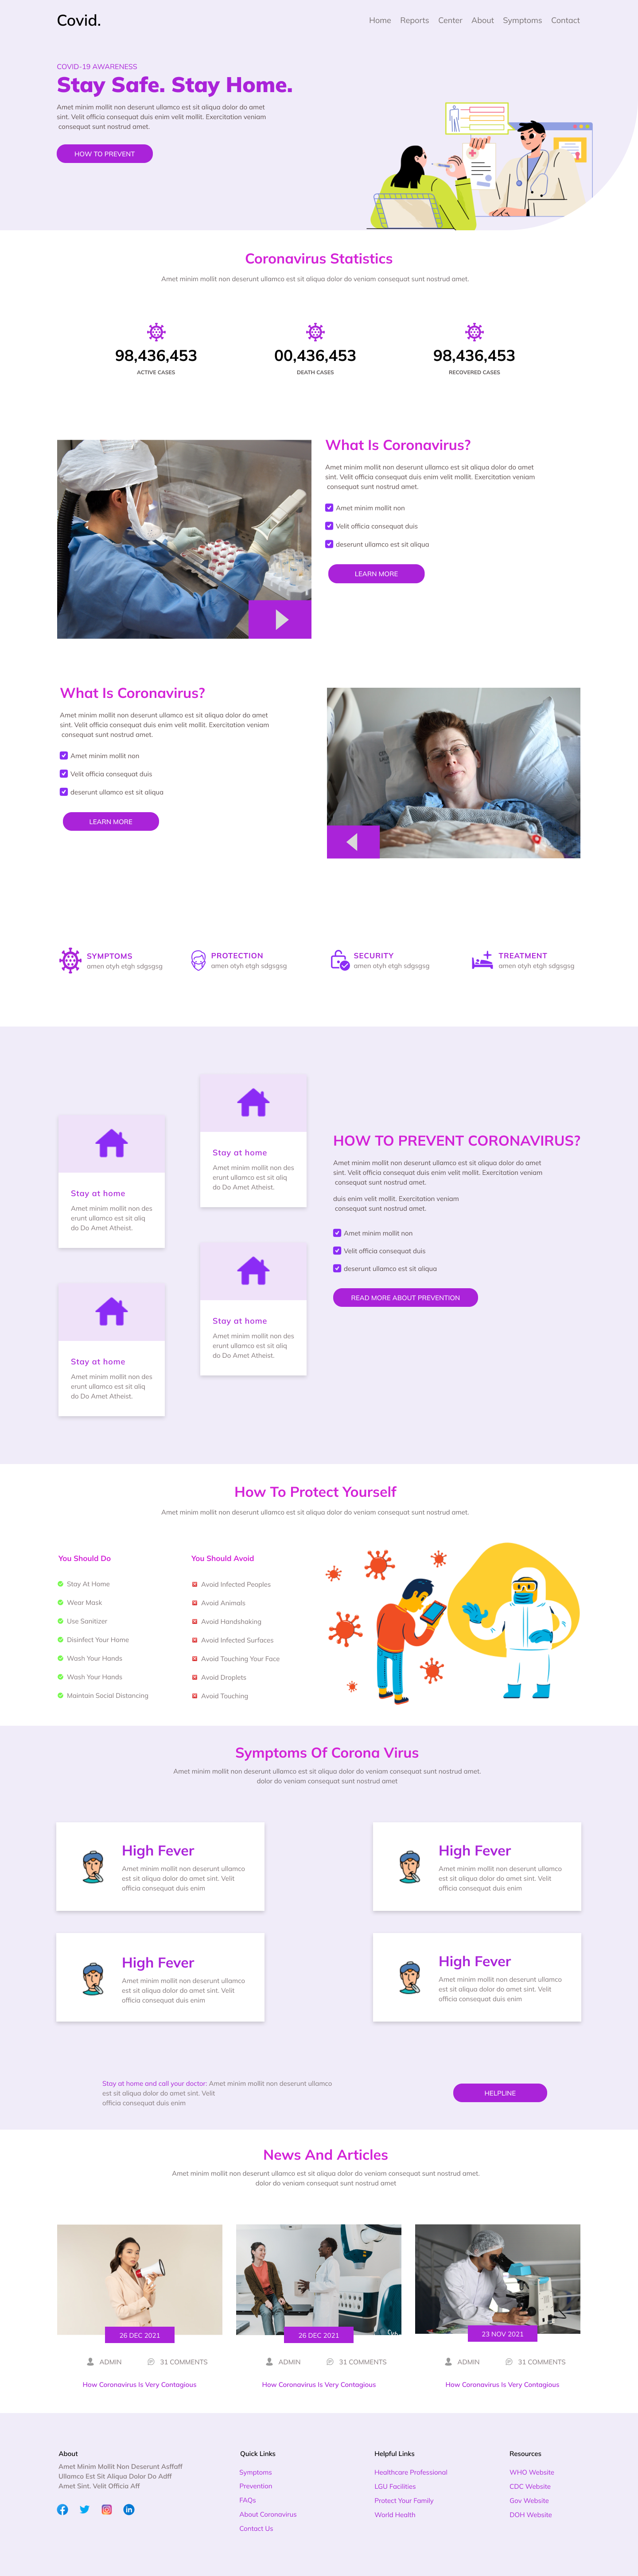 Covid.
Home Reports Center About Symptoms Contact
COVID-19 AWARENESS
Stay Safe. Stay Home.
Amet minim mollit non deserunt ullamco est sit aliqua dolor do amet
sint. Velit officia consequat duis enim velit mollit. Exercitation veniam
consequat sunt nostrud amet.
HOW TO PREVENT
Coronavirus Statistics
Amet minim mollit non deserunt ullamco est sit aliqua dolor do veniam consequat sunt nostrud amet.
98,436,453
ACTIVE CASES
00,436,453
DEATH CASES
98,436,453
RECOVERED CASES
What Is Coronavirus?
Amet minim mollit non deserunt ullamco est sit aliqua dolor do amet
sint. Velit officia consequat duis enim velit mollit. Exercitation veniam
consequat sunt nostrud amet.
Amet minim mollit non
Velit officia consequat duis
deserunt ullamco est sit aliqua
LEARN MORE
What Is Coronavirus?
Amet minim mollit non deserunt ullamco est sit aliqua dolor do amet
sint. Velit officia consequat duis enim velit mollit. Exercitation veniam
consequat sunt nostrud amet.
Amet minim mollit non
Velit officia consequat duis
deserunt ullamco est sit aliqua
LEARN MORE
SYMPTOMS
amen otyh etgh sdgsgsg
PROTECTION
amen otyh etgh sdgsgsg
SECURITY
amen otyh etgh sdgsgsg
TREATMENT
amen otyh etgh sdgsgsg
Stay at home
Amet minim mollit non des
erunt ullamco est sit aliq
do Do Amet Atheist.
Stay at home
Amet minim mollit non des
erunt ullamco est sit aliq
do Do Amet Atheist.
Stay at home
Amet minim mollit non des
erunt ullamco est sit aliq
do Do Amet Atheist.
Stay at home
Amet minim mollit non des
erunt ullamco est sit aliq
do Do Amet Atheist.
HOW TO PREVENT CORONAVIRUS?
Amet minim mollit non deserunt ullamco est sit aliqua dolor do amet
sint. Velit officia consequat duis enim velit mollit. Exercitation veniam
consequat sunt nostrud amet.
duis enim velit mollit. Exercitation veniam
consequat sunt nostrud amet.
Amet minim mollit non
Velit officia consequat duis
deserunt ullamco est sit aliqua
READ MORE ABOUT PREVENTION
How To Protect Yourself
Amet minim mollit non deserunt ullamco est sit aliqua dolor do veniam consequat sunt nostrud amet.
You Should Do
Stay At Home
Wear Mask
Use Sanitizer
Disinfect Your Home
Wash Your Hands
Wash Your Hands
Maintain Social Distancing
You Should Avoid
Avoid Infected Peoples
Avoid Animals
Avoid Handshaking
Avoid Infected Surfaces
Avoid Touching Your Face
Avoid Droplets
Avoid Touching
Symptoms Of Corona Virus
Amet minim mollit non deserunt ullamco est sit aliqua dolor do veniam consequat sunt nostrud amet.
dolor do veniam consequat sunt nostrud amet
High Fever
Amet minim mollit non deserunt ullamco
est sit aliqua dolor do amet sint. Velit
officia consequat duis enim
High Fever
Amet minim mollit non deserunt ullamco
est sit aliqua dolor do amet sint. Velit
officia consequat duis enim
High Fever
Amet minim mollit non deserunt ullamco
est sit aliqua dolor do amet sint. Velit
officia consequat duis enim
High Fever
Amet minim mollit non deserunt ullamco
est sit aliqua dolor do amet sint. Velit
officia consequat duis enim
Stay at home and call your doctor: Amet minim mollit non deserunt ullamco
est sit aliqua dolor do amet sint. Velit
officia consequat duis enim
HELPLINE
News And Articles
Amet minim mollit non deserunt ullamco est sit aliqua dolor do veniam consequat sunt nostrud amet.
dolor do veniam consequat sunt nostrud amet
26 DEC 2021
ADMIN 31 COMMENTS
How Coronavirus Is Very Contagious
26 DEC 2021
ADMIN 31 COMMENTS
How Coronavirus Is Very Contagious
23 NOV 2021
ADMIN 31 COMMENTS
How Coronavirus Is Very Contagious
About
Amet Minim Mollit Non Deserunt Asffaff
Ullamco Est Sit Aliqua Dolor Do Adff
Amet Sint. Velit Officia Aff
Quick Links
Symptoms
Prevention
FAQs
About Coronavirus
Contact Us
Helpful Links
Healthcare Professional
LGU Facilities
Protect Your Family
World Health
Resources
WHO Website
CDC Website
Gov Website
DOH Website